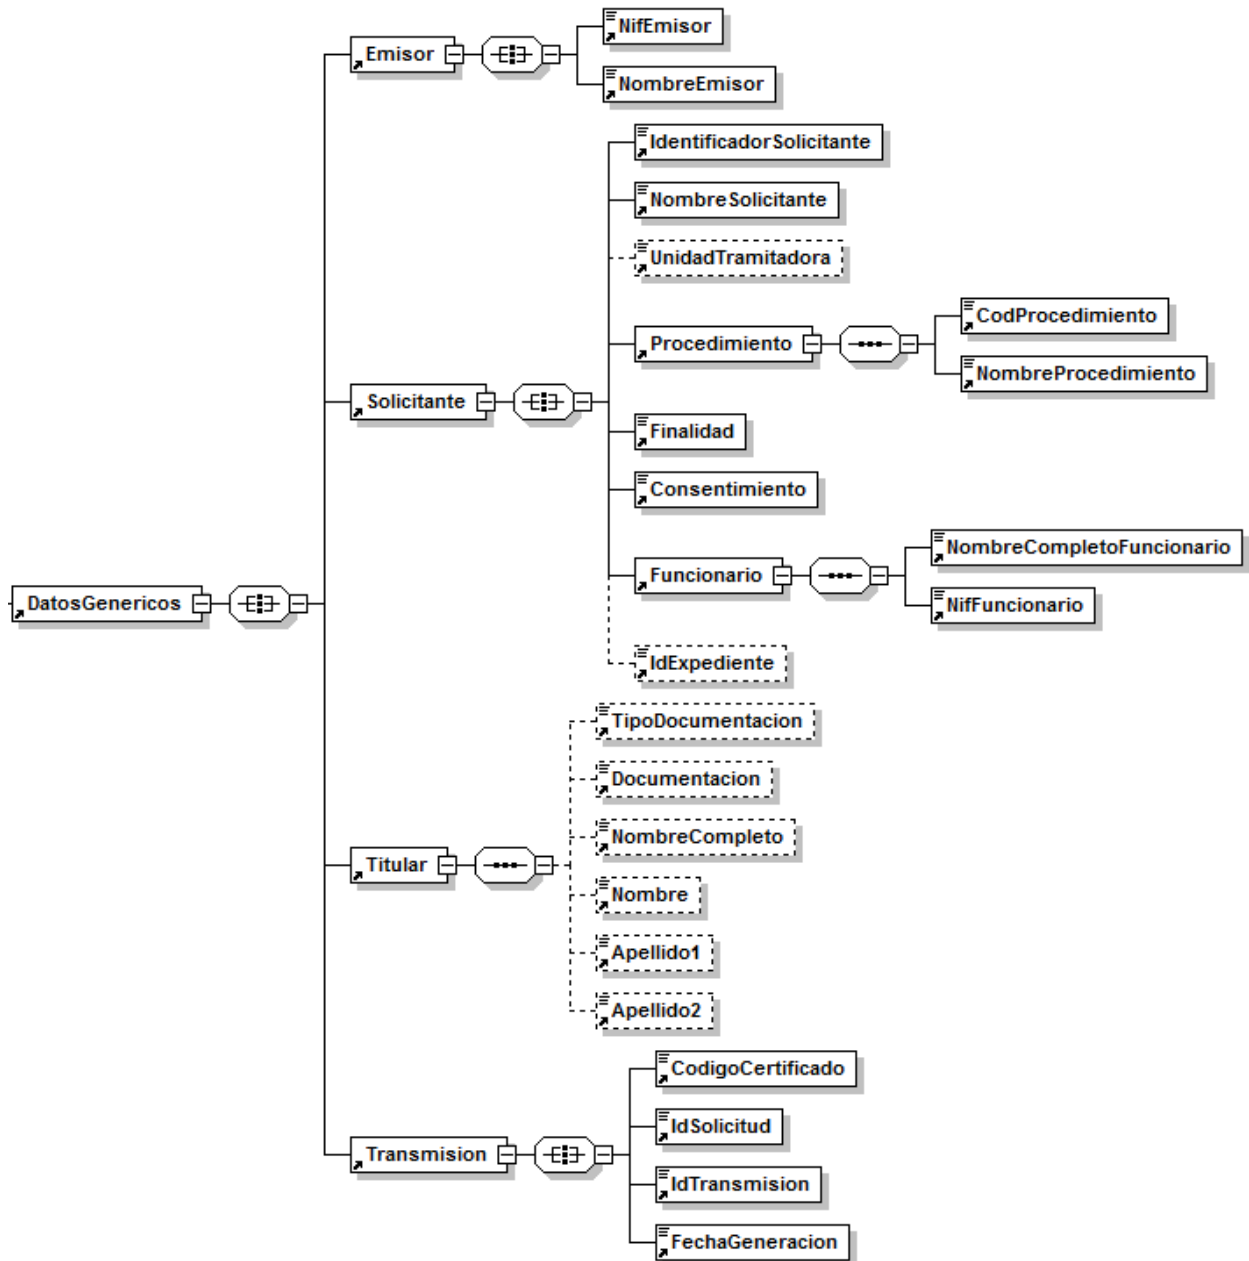 NifEmisor
Emisor
NombreEmisor
IdentificadorSolicitante
NombreSolicitante
UnidadTramitadora
CodProcedimiento
Procedimiento
NombreProcedimiento
Solicitante
Finalidad
Consentimiento
NombreCompletoFuncionario
Funcionario
NifFuncionario
DatosGenericos
IdExpediente
TipoDocumentacion
Documentacion
NombreCompleto
Titular
Nombre
Apellido1
Apellido2
CodigoCertificado
IdSolicitud
Transmision
IdTransmision
FechaGeneracion